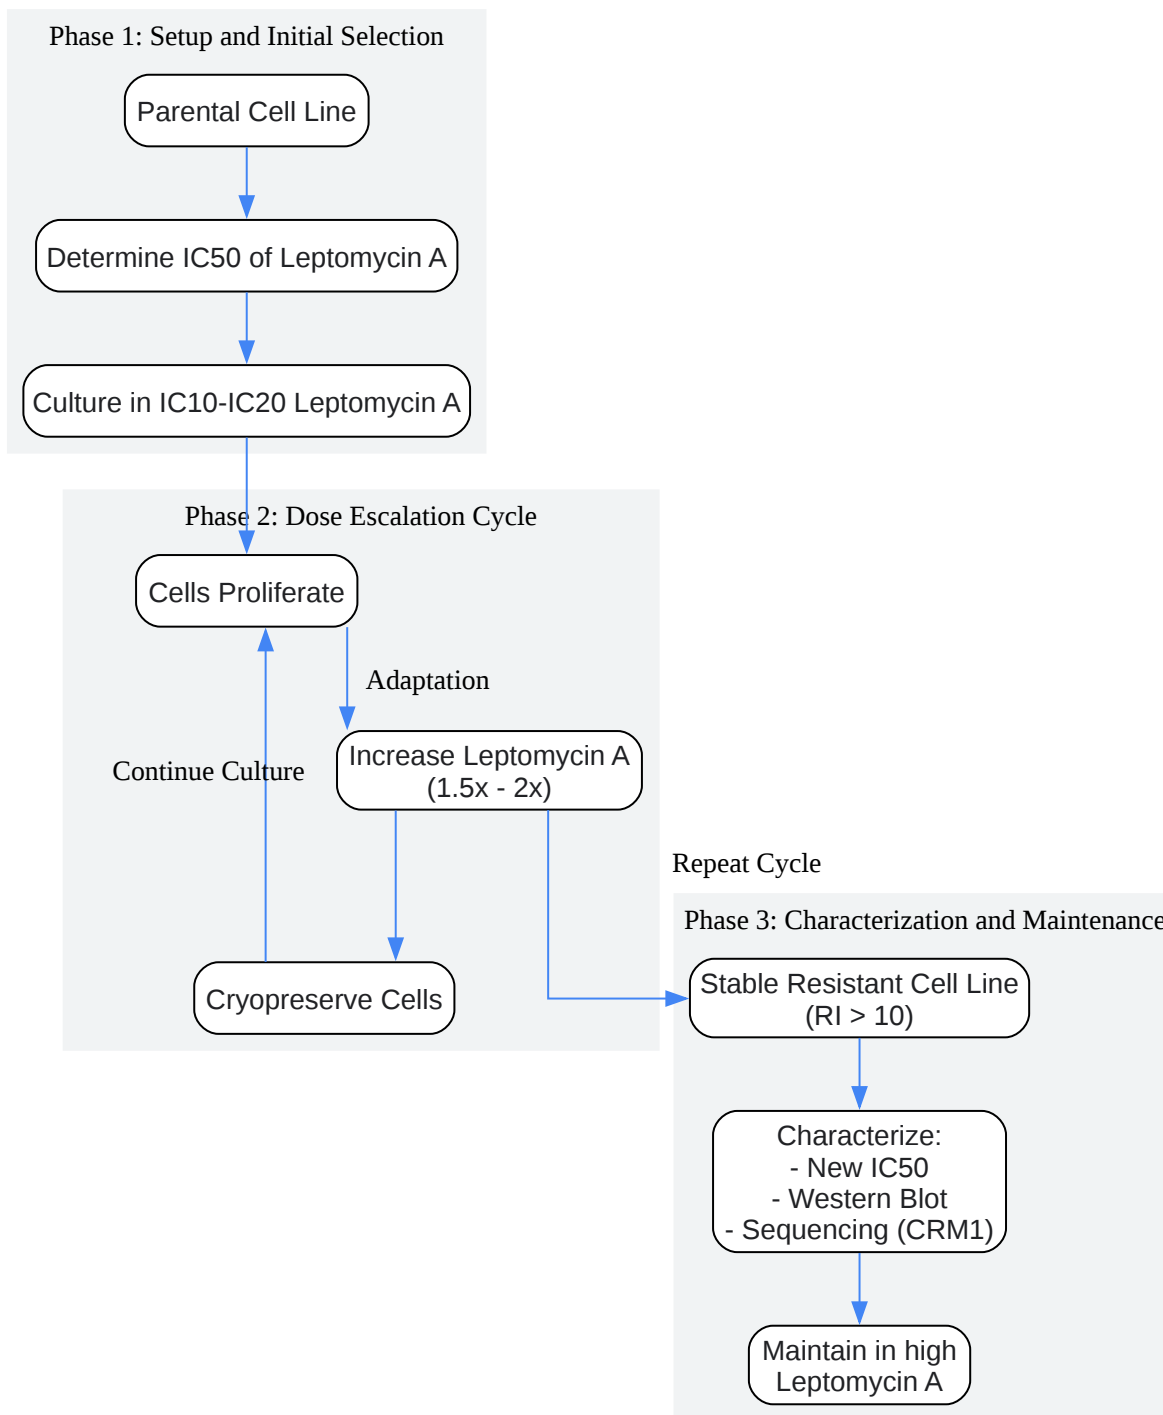 Phase 1: Setup and Initial Selection
Parental Cell Line
Determine IC50 of Leptomycin A
Culture in IC10-IC20 Leptomycin A
Phase 2: Dose Escalation Cycle
Cells Proliferate
Adaptation
Continue Culture
Increase Leptomycin A
(1.5x - 2x)
Cryopreserve Cells
Repeat Cycle
Phase 3: Characterization and Maintenance
Stable Resistant Cell Line
(RI > 10)
Characterize:
- New IC50
- Western Blot
- Sequencing (CRM1)
Maintain in high
Leptomycin A